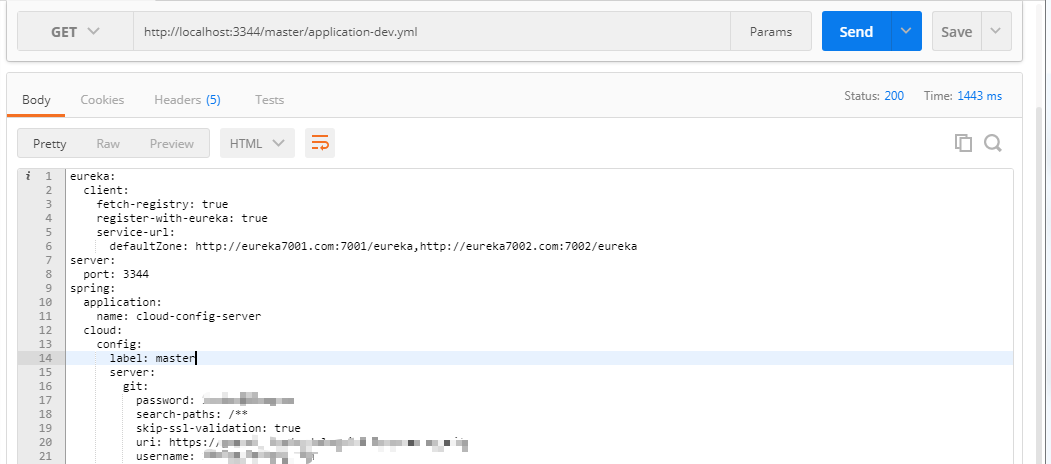 GET http://localhost:3344/master/application-dev.yml Params Send Save
Body Cookies Headers (5) Tests Status: 200 Time: 1443 ms
Pretty Raw Preview HTML
i 1 eureka:
2 client:
3 fetch-registry: true
4 register-with-eureka: true
5 service-url:
6 defaultZone: http://eureka7001.com:7001/eureka,http://eureka7002.com:7002/eureka
7 server:
8 port: 3344
9 spring:
10 application:
11 name: cloud-config-server
12 cloud:
13 config:
14 label: master
15 server:
16 git:
17 password:
18 search-paths: /**
19 skip-ssl-validation: true
20 uri: https:/
21 username: